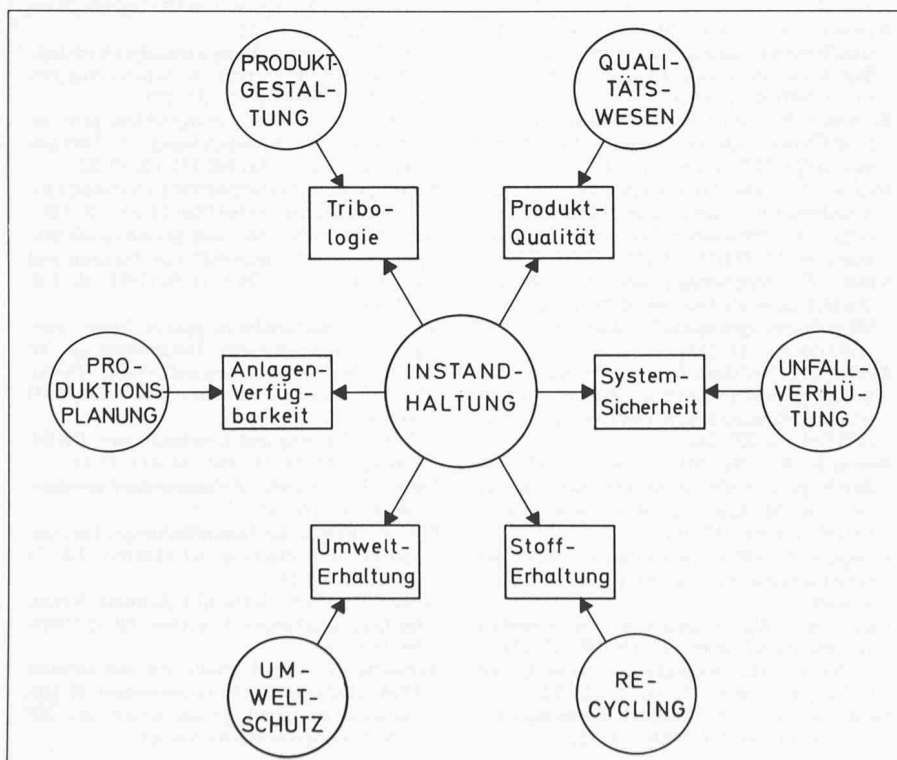 PRODUKT-
GESTAL-
TUNG
QUALI-
TÄTS-
WESEN
Tribo-
logie
Produkt-
Qualität
PRO-
DUKTIONS
PLANUNG
Anlagen-
Verfüg-
barkeit
INSTAND-
HALTUNG
System-
Sicherheit
UNFALL-
VERHÜ-
TUNG
Umwelt-
Erhaltung
Stoff-
Erhaltung
UM-
WELT-
SCHUTZ
RE-
CYCLING